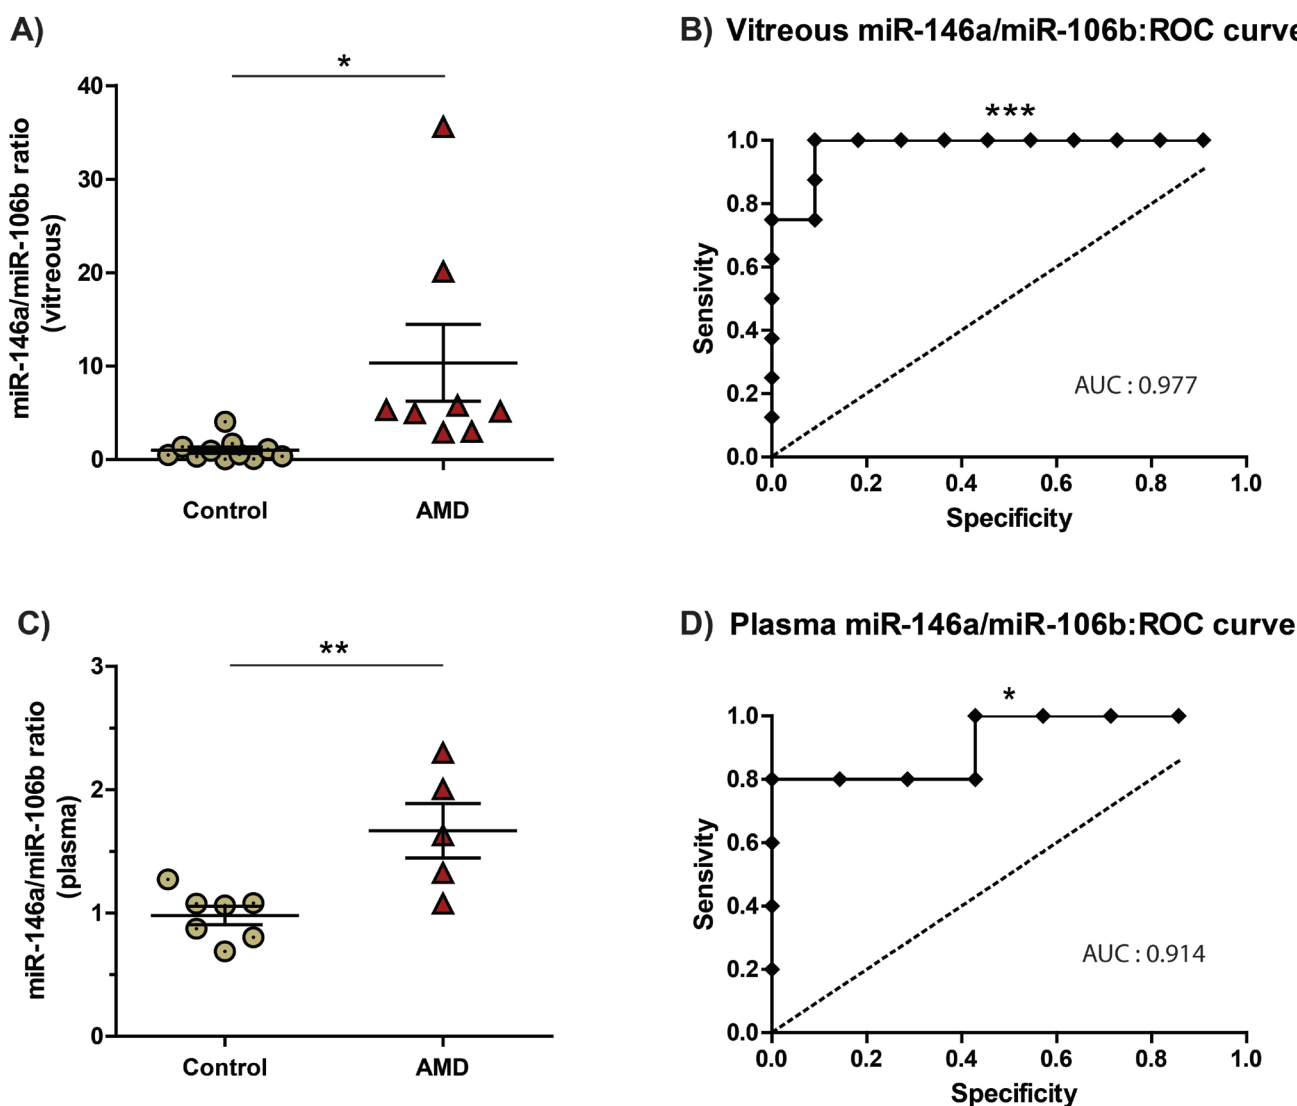 A)
*
40
30
20
10
0
miR-146a/miR-106b ratio
(vitreous)
Control
AMD
B) Vitreous miR-146a/miR-106b:ROC curve
***
1.0
0.8
0.6
0.4
0.2
0.0
Sensivity
AUC : 0.977
0.0 0.2 0.4 0.6 0.8 1.0
Specificity
C)
**
3
2
1
0
miR-146a/miR-106b ratio
(plasma)
Control
AMD
D) Plasma miR-146a/miR-106b:ROC curve
*
1.0
0.8
0.6
0.4
0.2
0.0
Sensivity
AUC : 0.914
0.0 0.2 0.4 0.6 0.8 1.0
Specificity